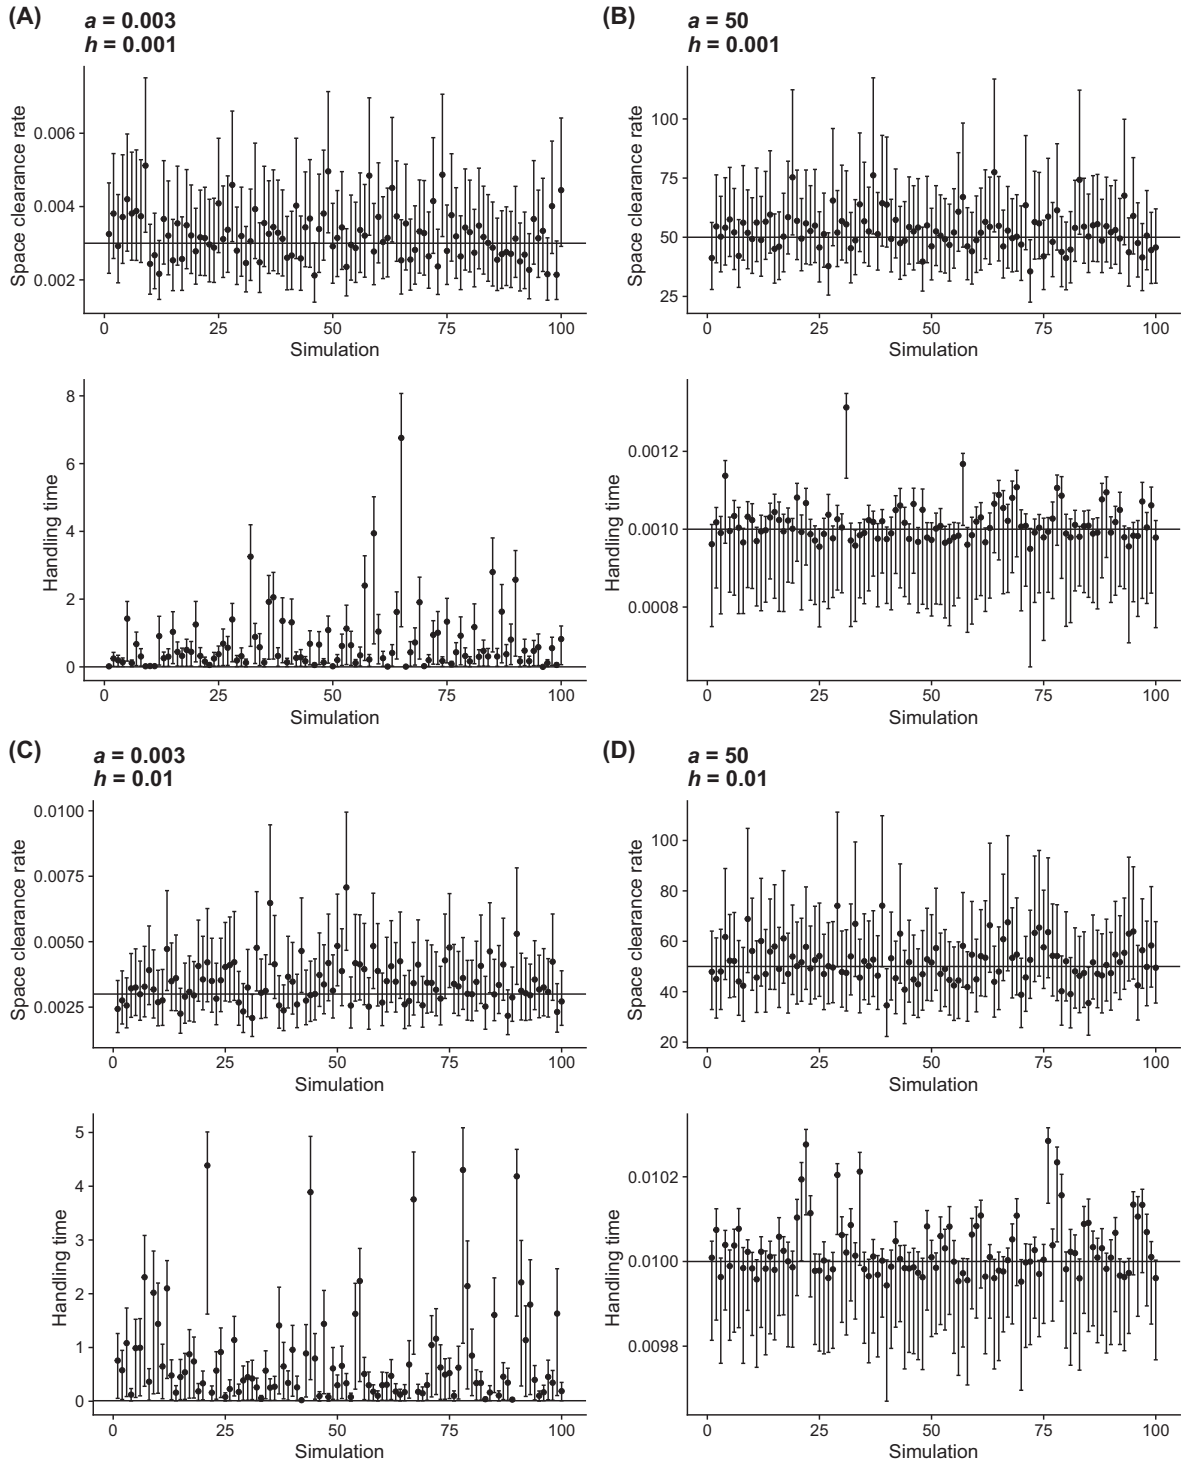 (A)
a = 0.003
h = 0.001
Space clearance rate
0.006
0.004
0.002
0
25
50
75
100
Simulation
Handling time
8
6
4
2
0
0
25
50
75
100
Simulation
(B)
a = 50
h = 0.001
Space clearance rate
100
75
50
25
0
25
50
75
100
Simulation
Handling time
0.0012
0.0010
0.0008
0
25
50
75
100
Simulation
(C)
a = 0.003
h = 0.01
Space clearance rate
0.0100
0.0075
0.0050
0.0025
0
25
50
75
100
Simulation
Handling time
5
4
3
2
1
0
0
25
50
75
100
Simulation
(D)
a = 50
h = 0.01
Space clearance rate
100
80
60
40
20
0
25
50
75
100
Simulation
Handling time
0.0102
0.0100
0.0098
0
25
50
75
100
Simulation